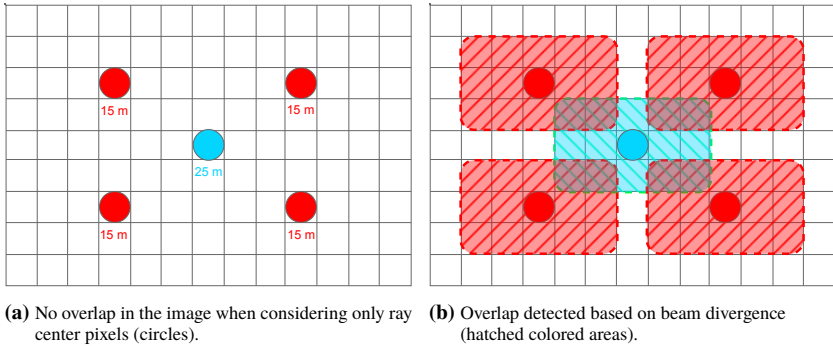 15 m
15 m
25 m
15 m
15 m
(a) No overlap in the image when considering only ray
center pixels (circles).
(b) Overlap detected based on beam divergence
(hatched colored areas).